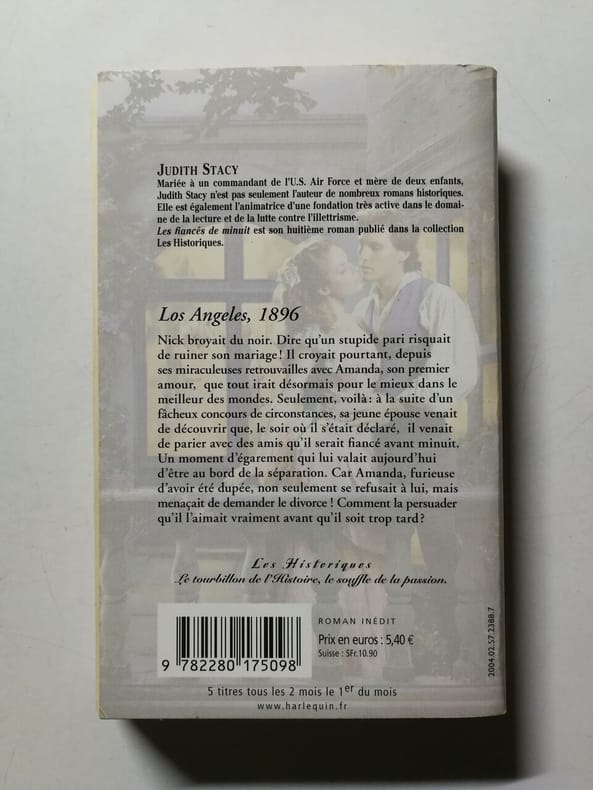 JUDITH STACY
Mariée à un commandant de l'U.S. Air Force et mère de deux enfants,
Judith Stacy n'est pas seulement l'auteur de nombreux romans historiques.
Elle est également l'animatrice d'une fondation très active dans le domai-
ne de la lecture et de la lutte contre l'illettrisme.
Les fiancés de minuit est son huitième roman publié dans la collection
Les Historiques.
Los Angeles, 1896
Nick broyait du noir. Dire qu'un stupide pari risquait
de ruiner son mariage! Il croyait pourtant, depuis
ses miraculeuses retrouvailles avec Amanda, son premier
amour, que tout irait désormais pour le mieux dans le
meilleur des mondes. Seulement, voilà : à la suite d'un
fâcheux concours de circonstances, sa jeune épouse venait
de découvrir que, le soir où il s'était déclaré, il venait
de parier avec des amis qu'il serait fiancé avant minuit.
Un moment d'égarement qui lui valait aujourd'hui
d'être au bord de la séparation. Car Amanda, furieuse
d'avoir été dupée, non seulement se refusait à lui, mais
menaçait de demander le divorce ! Comment la persuader
qu'il l'aimait vraiment avant qu'il soit trop tard?
Les Historiques
Le tourbillon de l'Histoire, le souffle de la passion.
ROMAN INÉDIT
Prix en euros : 5,40 €
Suisse : SFr.10.90
9 782280 175098
2004.02.57.2388.7
5 titres tous les 2 mois le 1er du mois
www.harlequin.fr